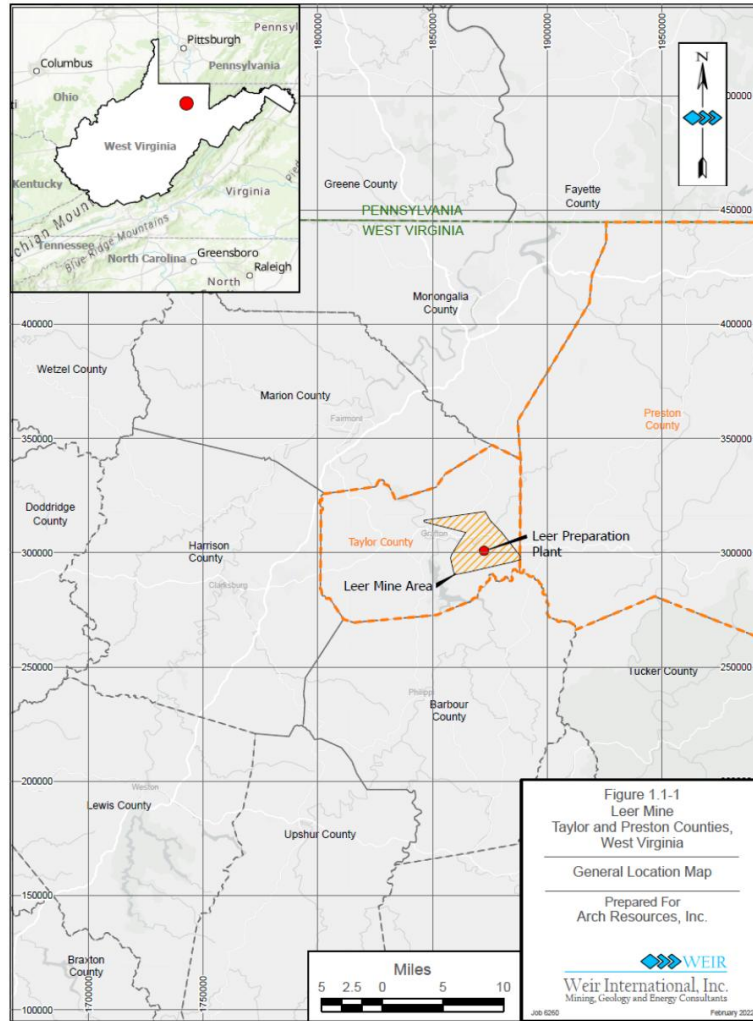 Pennsyl
Pittsburgh
Columbus
Pennsylvania
Ohio
West Virginia
Kentucky
Virginia
chian Moun
Tennessee
Blue Ridge Mountains
North Carolina
Greensboro
Raleigh
North
1800000
1850000
1900000
N
Greene County
Fayette
County
PENNSYLVANIA
WEST VIRGINIA
450000
Monongalia
County
400000
400000
Wetzel County
Marion County
Fairmont
Preston
County
350000
350000
Doddridge
County
Taylor County
Grafton
Leer Preparation
Plant
Harrison
County
300000
300000
Clarksburg
Leer Mine Area
250000
250000
Tucker County
Philippi
Barbour
County
200000
Weston
Lewis County
Upshur County
150000
Braxton
County
100000
1700000
1750000
Miles
5 2.5 0 5 10
Figure 1.1-1
Leer Mine
Taylor and Preston Counties,
West Virginia
General Location Map
Prepared For
Arch Resources, Inc.
WEIR
Weir International, Inc.
Mining, Geology and Energy Consultants
Job 6260